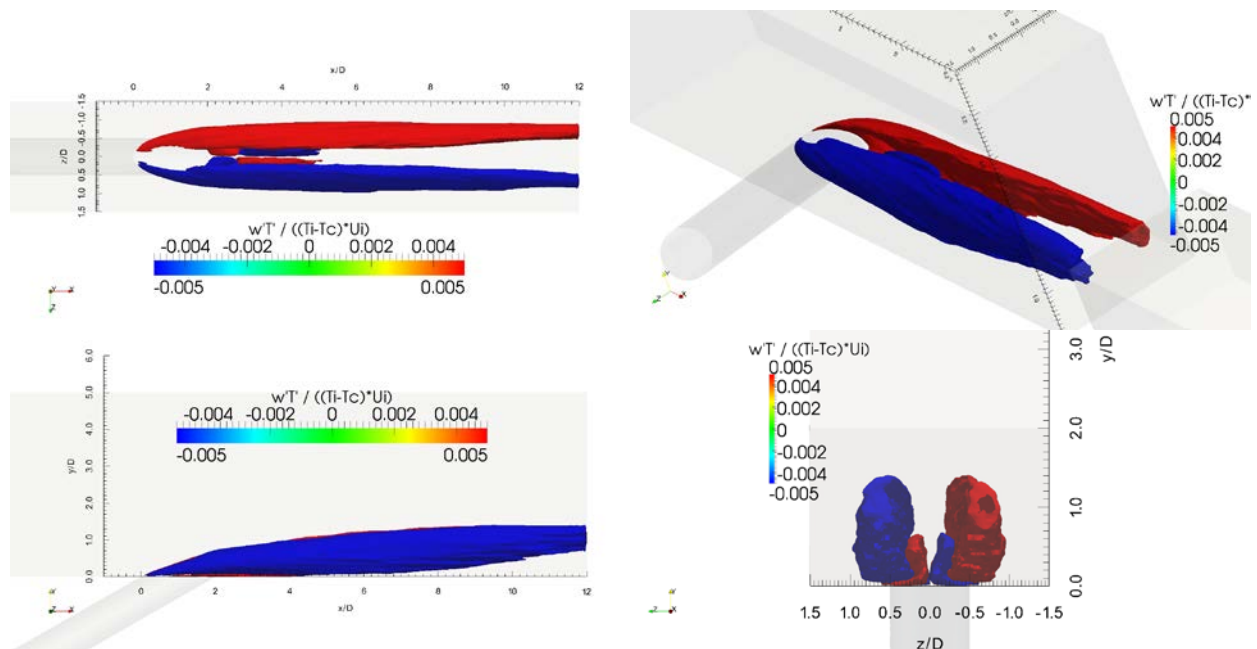 x/D
0 2 4 6 8 10 12
z/D
-1.5
-1.0
-0.5
0.0
0.5
1.0
1.5
w'T' / ((Ti-Tc)*Ui)
-0.004 -0.002 0 0.002 0.004
-0.005 0.005
Y X
Z
w'T' / ((Ti-Tc)*
0.005
0.004
0.002
0
-0.002
-0.004
-0.005
Y
Z X
6.0
5.0
4.0
3.0
2.0
1.0
0.0
y/D
w'T' / ((Ti-Tc)*Ui)
-0.004 -0.002 0 0.002 0.004
-0.005 0.005
0 2 4 6 8 10 12
x/D
Y
Z X
w'T' / ((Ti-Tc)*Ui)
0.005
0.004
0.002
0
-0.002
-0.004
-0.005
y/D
3.0
2.0
1.0
0.0
1.5 1.0 0.5 0.0 -0.5 -1.0 -1.5
z/D
Y
Z X